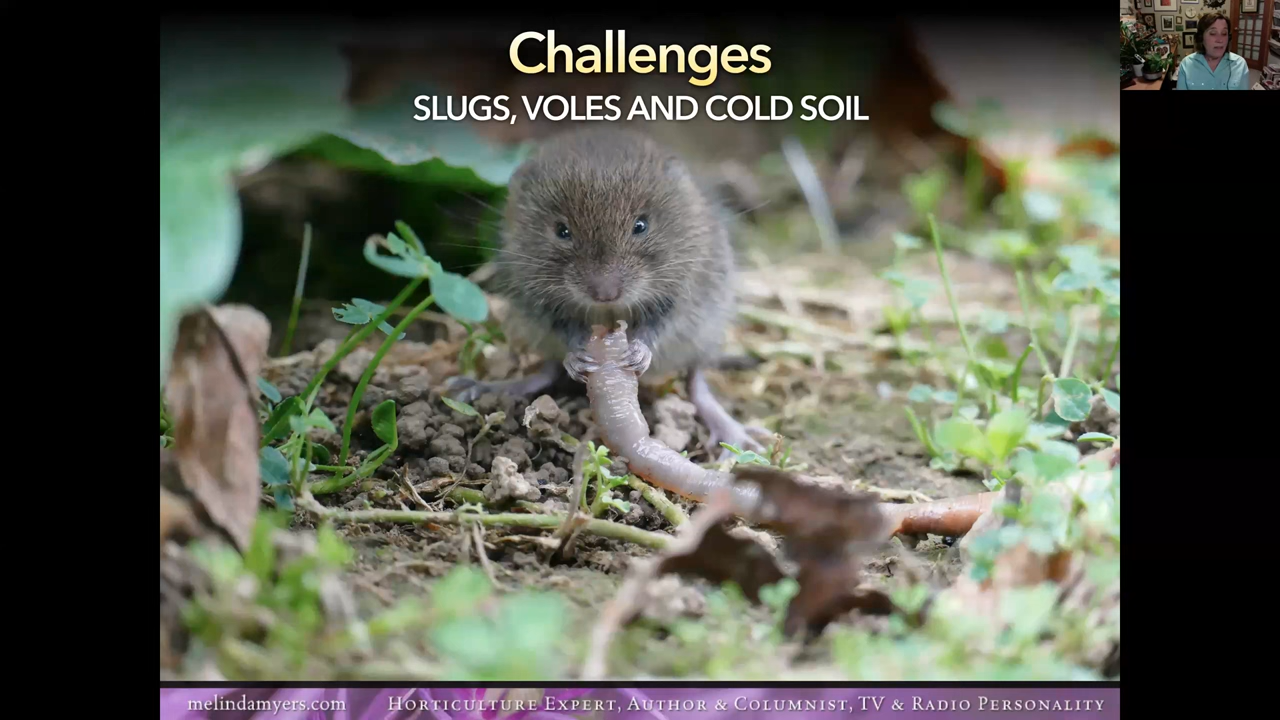 Challenges
SLUGS, VOLES AND COLD SOIL
melindamyers.com Horticulture Expert, Author & Columnist, TV & Radio Personality